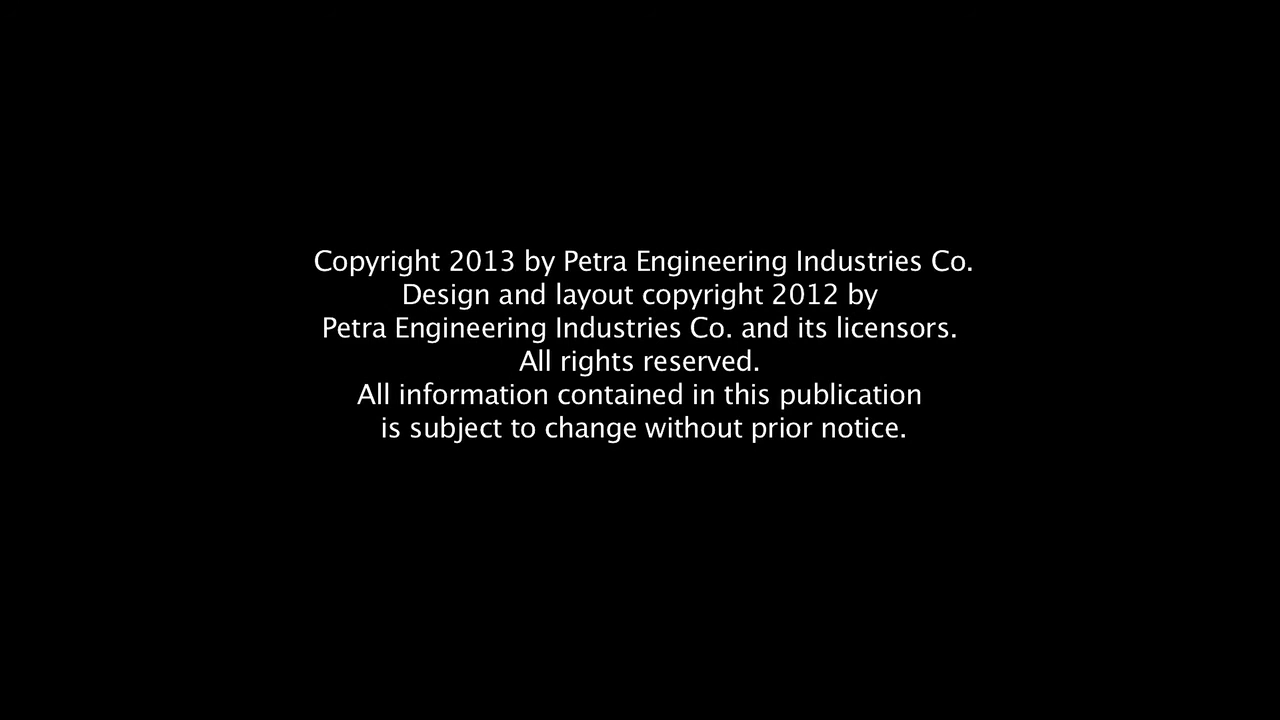 Copyright 2013 by Petra Engineering Industries Co.
Design and layout copyright 2012 by
Petra Engineering Industries Co. and its licensors.
All rights reserved.
All information contained in this publication
is subject to change without prior notice.